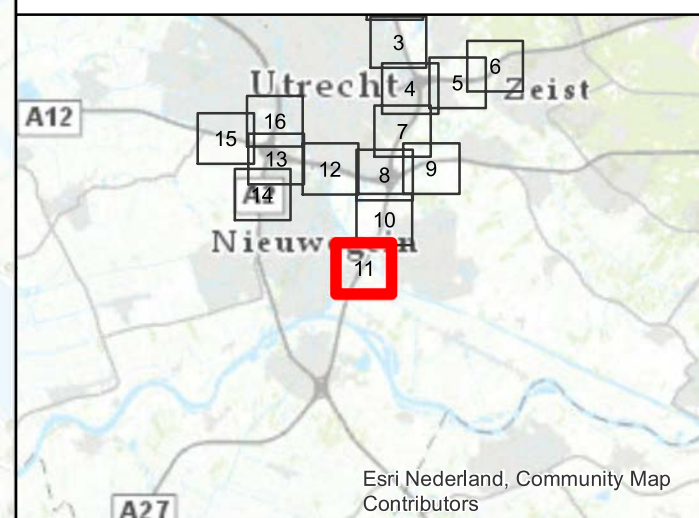 3
6
5
Utrecht
4
Zeist
A12
16
7
15
13
12
9
8
A2
14
10
Nieuwegein
11
Esri Nederland, Community Map
Contributors
A27